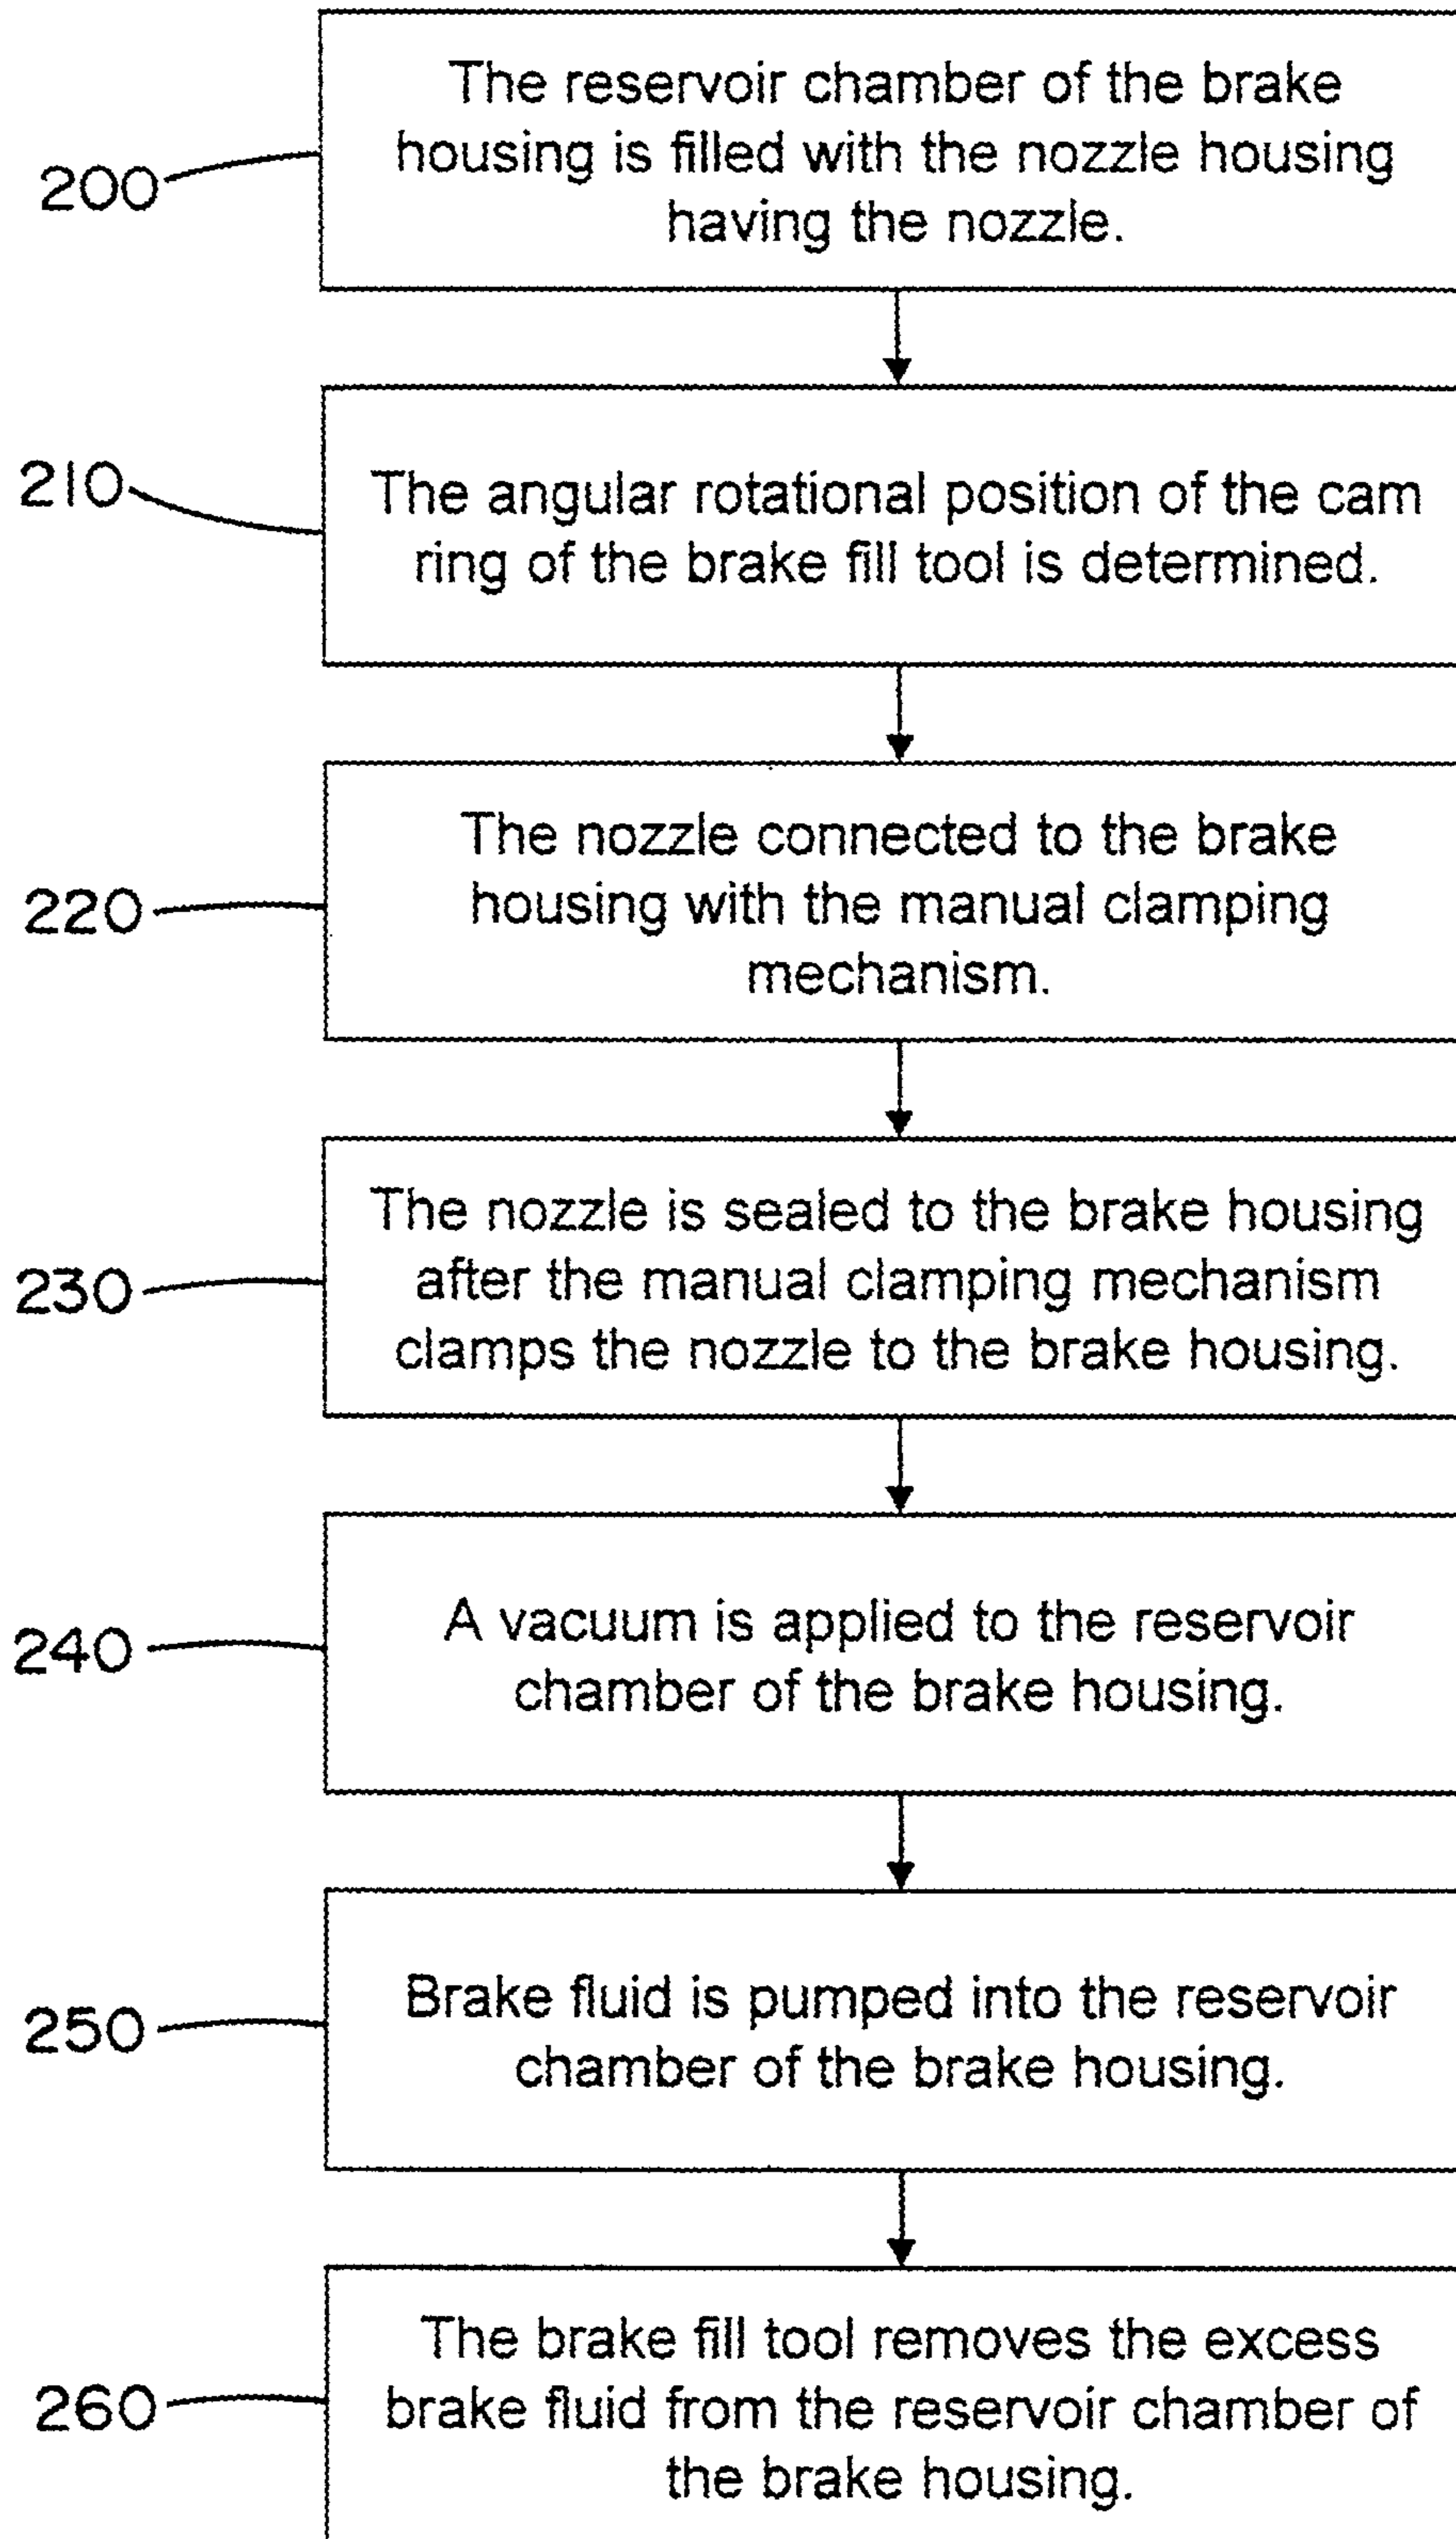 The reservoir chamber of the brake
housing is filled with the nozzle housing
having the nozzle.
200
210
The angular rotational position of the cam
ring of the brake fill tool is determined.
The nozzle connected to the brake
housing with the manual clamping
mechanism.
220
The nozzle is sealed to the brake housing
after the manual clamping mechanism
clamps the nozzle to the brake housing.
230
A vacuum is applied to the reservoir
chamber of the brake housing.
240
Brake fluid is pumped into the reservoir
chamber of the brake housing.
250
The brake fill tool removes the excess
brake fluid from the reservoir chamber of
the brake housing.
260